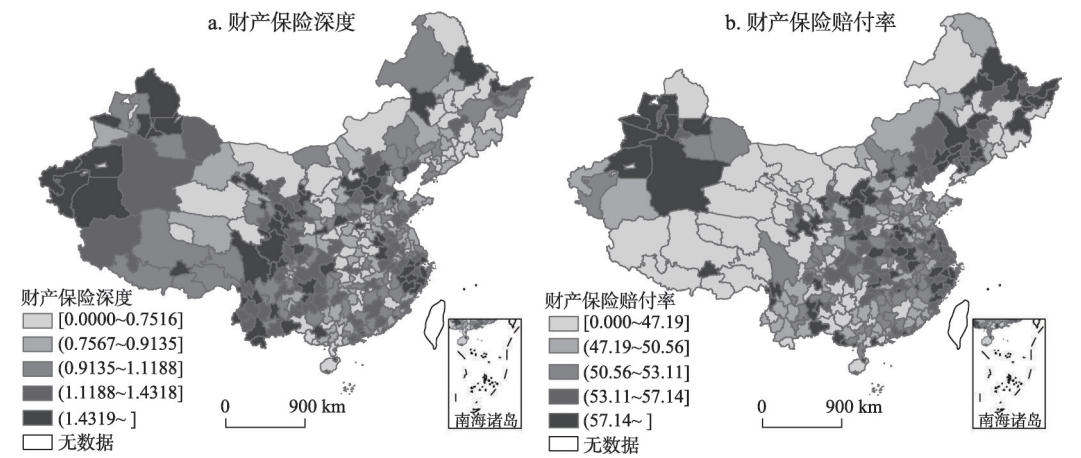 a. 财产保险深度
财产保险深度
[0.0000~0.7516]
(0.7567~0.9135]
(0.9135~1.1188]
(1.1188~1.4318]
(1.4319~ ]
无数据
0 900 km
南海诸岛
b. 财产保险赔付率
财产保险赔付率
[0.000~47.19]
(47.19~50.56]
(50.56~53.11]
(53.11~57.14]
(57.14~ ]
无数据
0 900 km
南海诸岛